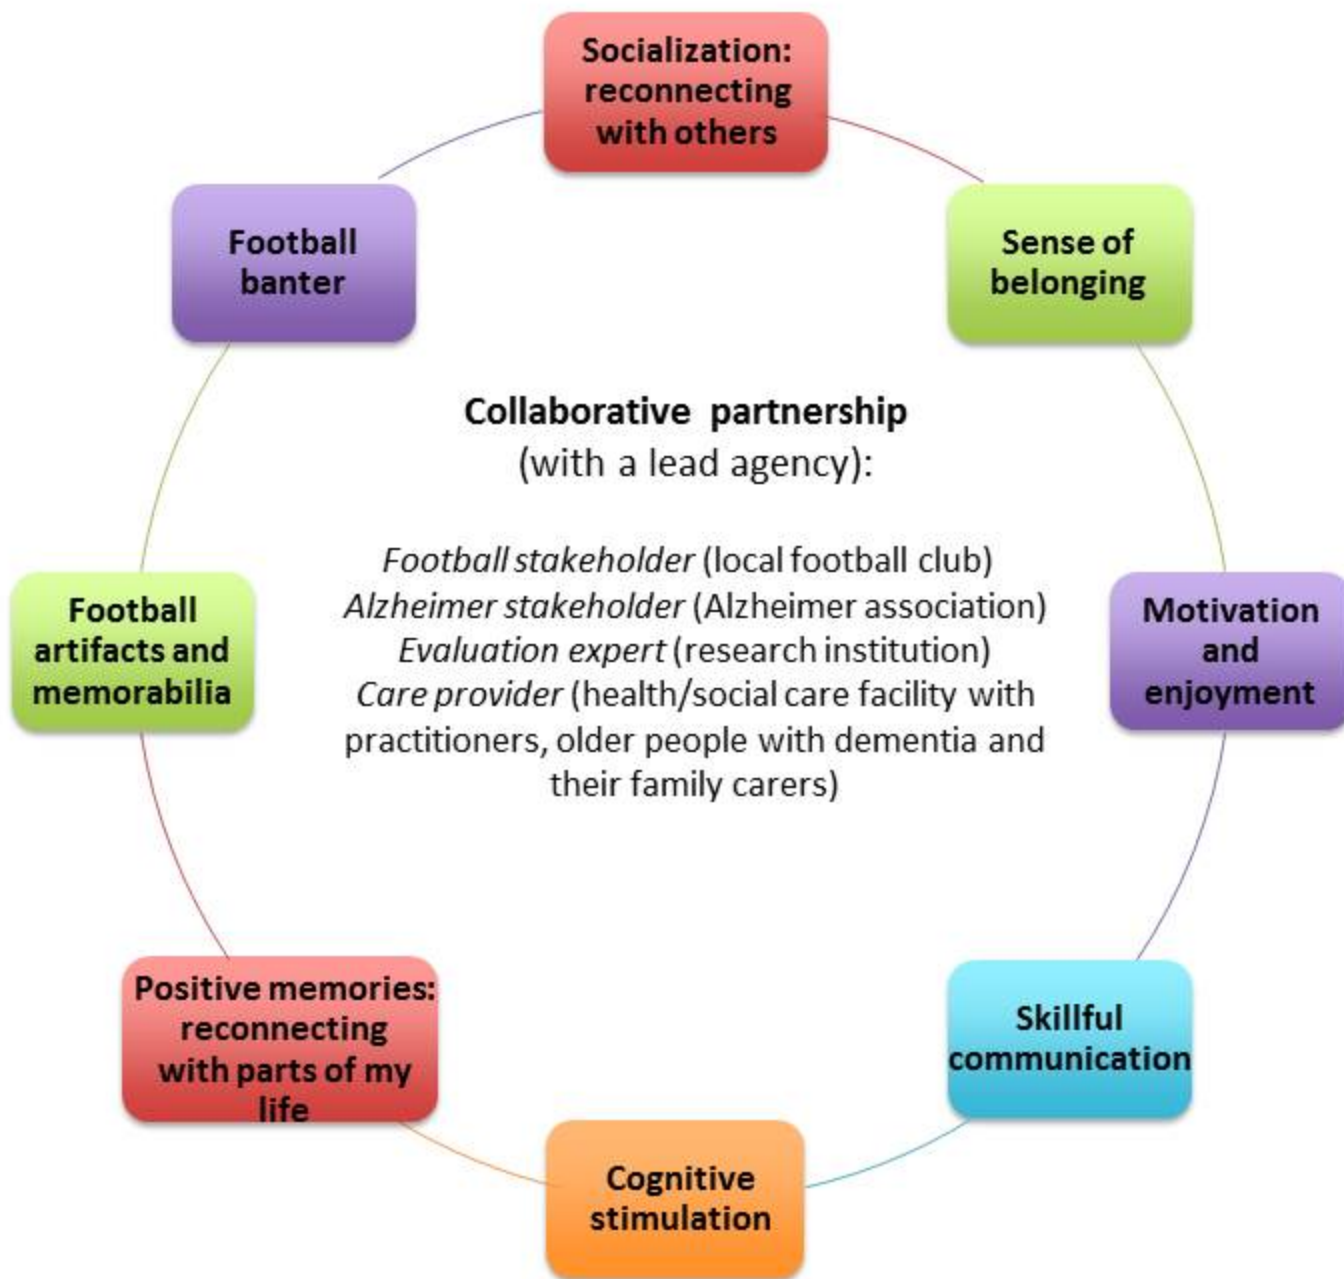 Socialization:
reconnecting
with others
Sense of
belonging
Motivation
and
enjoyment
Skillful
communication
Cognitive
stimulation
Positive memories:
reconnecting
with parts of my
life
Football
artifacts and
memorabilia
Football
banter
Collaborative partnership
(with a lead agency):
Football stakeholder (local football club)
Alzheimer stakeholder (Alzheimer association)
Evaluation expert (research institution)
Care provider (health/social care facility with
practitioners, older people with dementia and
their family carers)